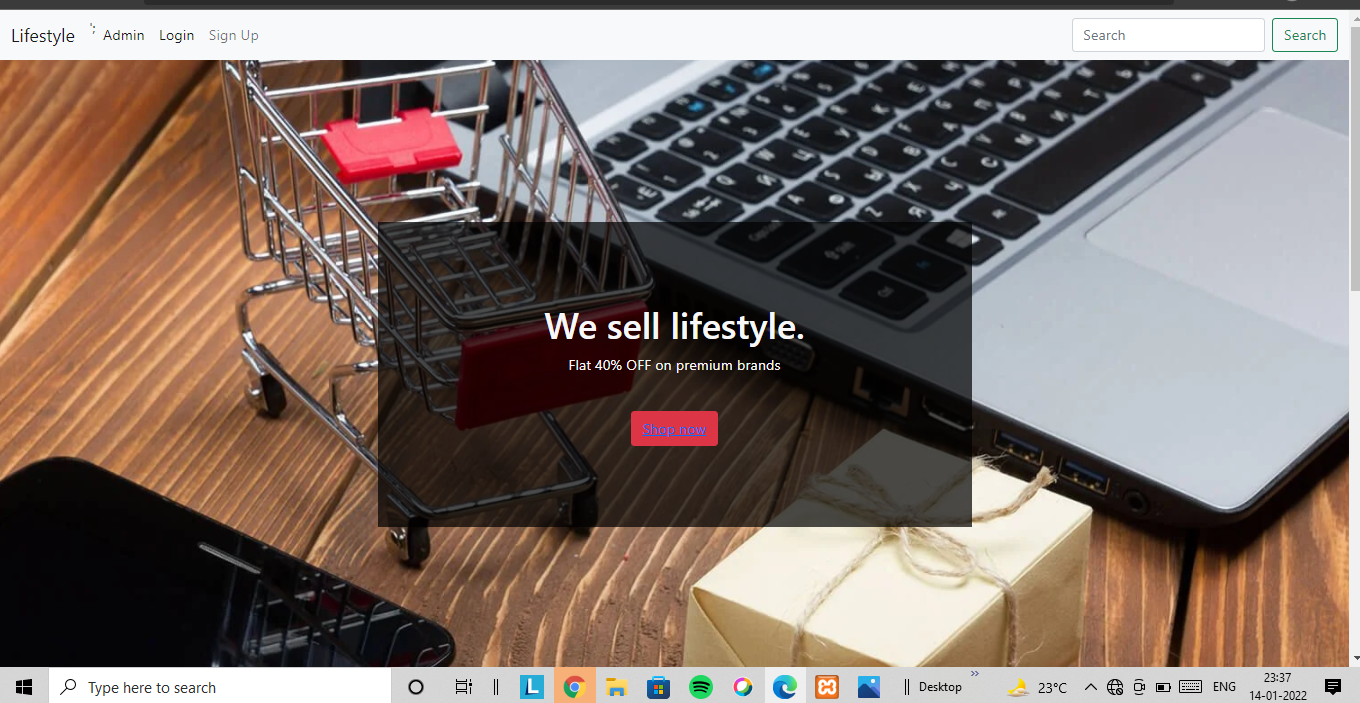 Lifestyle Admin Login Sign Up Search Search
We sell lifestyle.
Flat 40% OFF on premium brands
Shop now
Type here to search
Desktop
23°C
ENG
23:37
14-01-2022